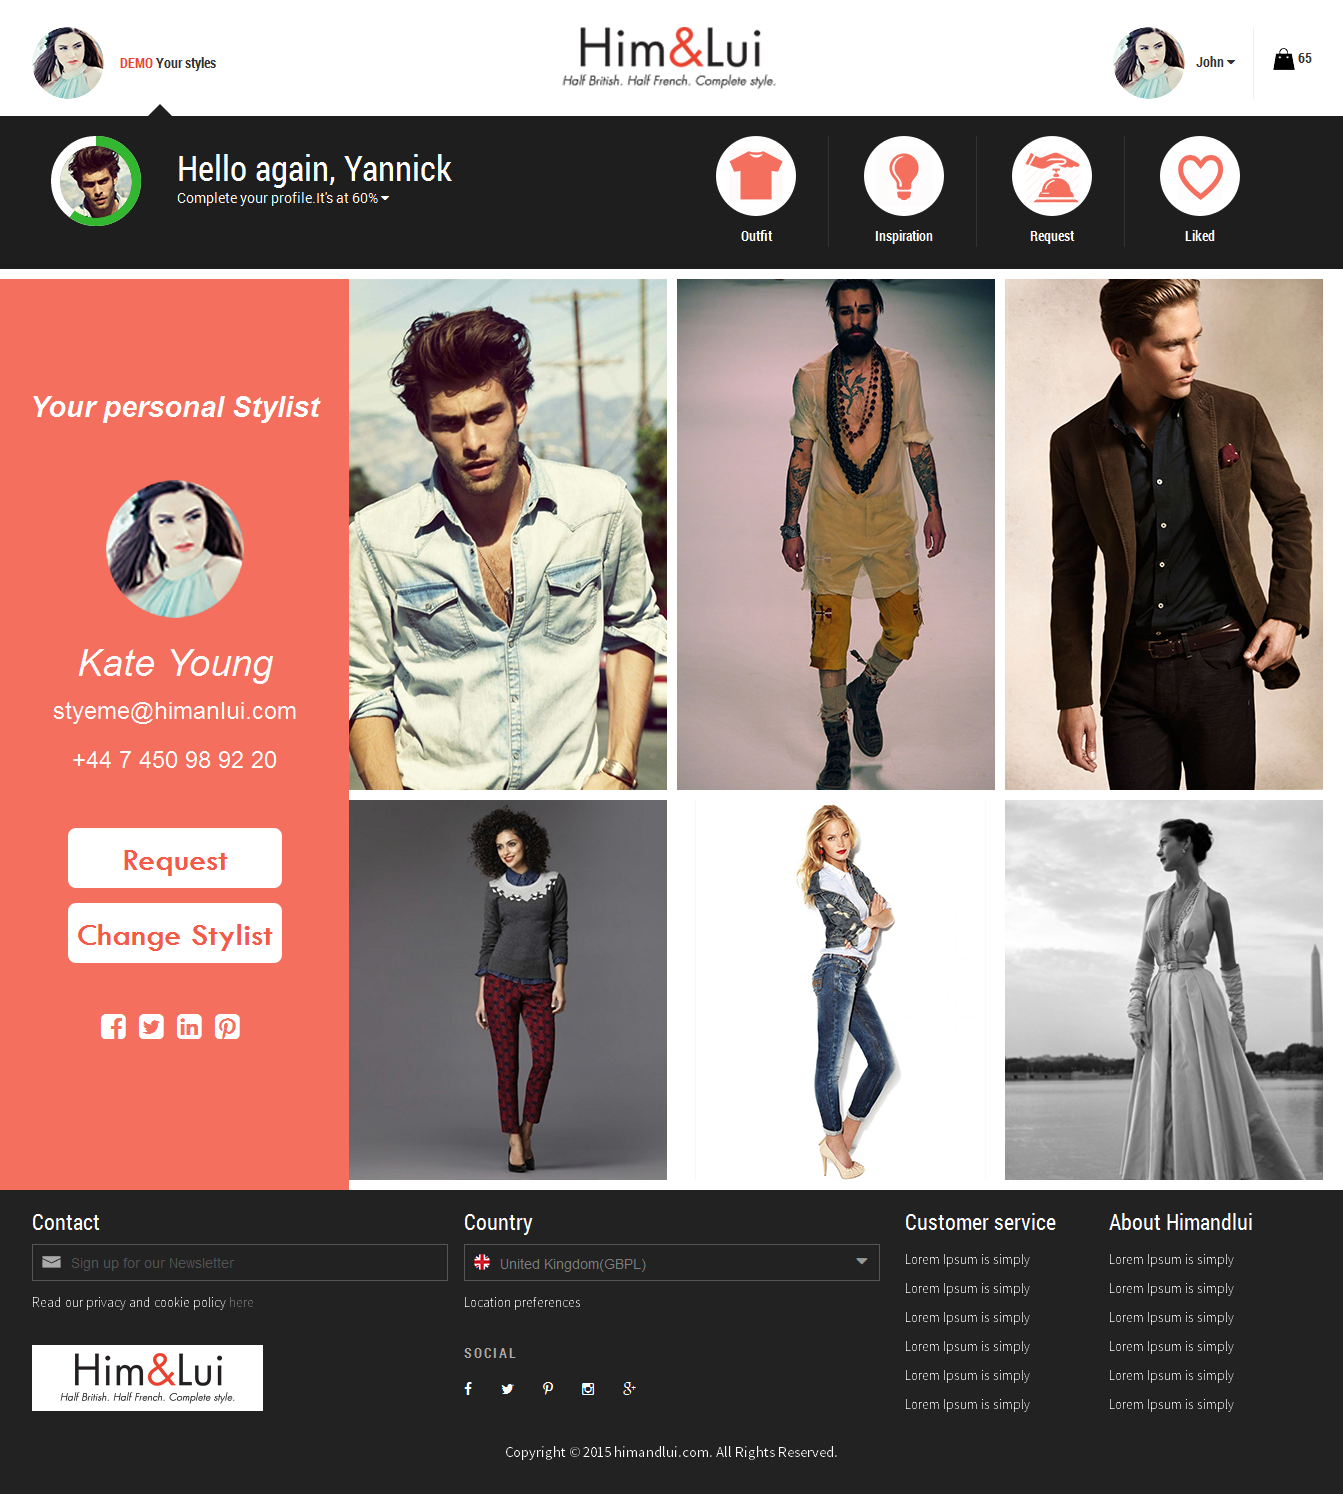 DEMO Your styles
Him&Lui
Half British. Half French. Complete style.
John
65
Hello again, Yannick
Complete your profile.It's at 60%
Outfit
Inspiration
Request
Liked
Your personal Stylist
Kate Young
styeme@himanlui.com
+44 7 450 98 92 20
Request
Change Stylist
Contact
Sign up for our Newsletter
Read our privacy and cookie policy here
Him&Lui
Half British. Half French. Complete style.
Country
United Kingdom(GBPL)
Location preferences
SOCIAL
Customer service
Lorem Ipsum is simply
Lorem Ipsum is simply
Lorem Ipsum is simply
Lorem Ipsum is simply
Lorem Ipsum is simply
Lorem Ipsum is simply
About Himandlui
Lorem Ipsum is simply
Lorem Ipsum is simply
Lorem Ipsum is simply
Lorem Ipsum is simply
Lorem Ipsum is simply
Lorem Ipsum is simply
Copyright © 2015 himandlui.com. All Rights Reserved.